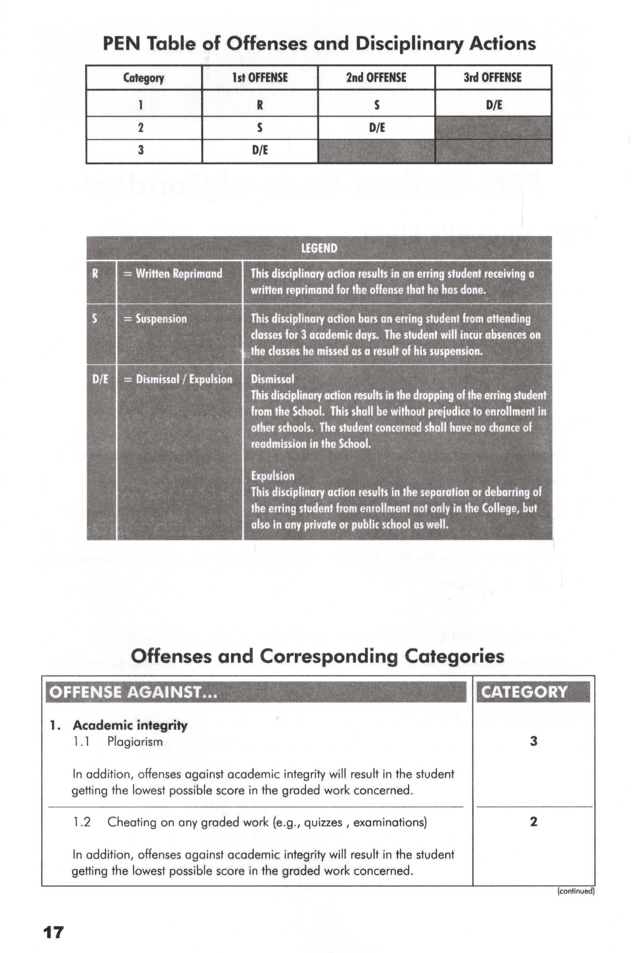 PEN Table of Offenses and Disciplinary Actions
Category 1st OFFENSE 2nd OFFENSE 3rd OFFENSE
1 R S D/E
2 S D/E
3 D/E
LEGEND
R = Written Reprimand This disciplinary action results in an erring student receiving a
written reprimand for the offense that he has done.
S = Suspension This disciplinary action bars an erring student from attending
classes for 3 academic days. The student will incur absences on
the classes he missed as a result of his suspension.
D/E = Dismissal / Expulsion Dismissal
This disciplinary action results in the dropping of the erring student
from the School. This shall be without prejudice to enrollment in
other schools. The student concerned shall have no chance of
readmission in the School.
Expulsion
This disciplinary action results in the separation or debarring of
the erring student from enrollment not only in the College, but
also in any private or public school as well.
Offenses and Corresponding Categories
OFFENSE AGAINST... CATEGORY
1. Academic integrity
1.1 Plagiarism 3
In addition, offenses against academic integrity will result in the student
getting the lowest possible score in the graded work concerned.
1.2 Cheating on any graded work (e.g., quizzes , examinations) 2
In addition, offenses against academic integrity will result in the student
getting the lowest possible score in the graded work concerned.
(continued)
17